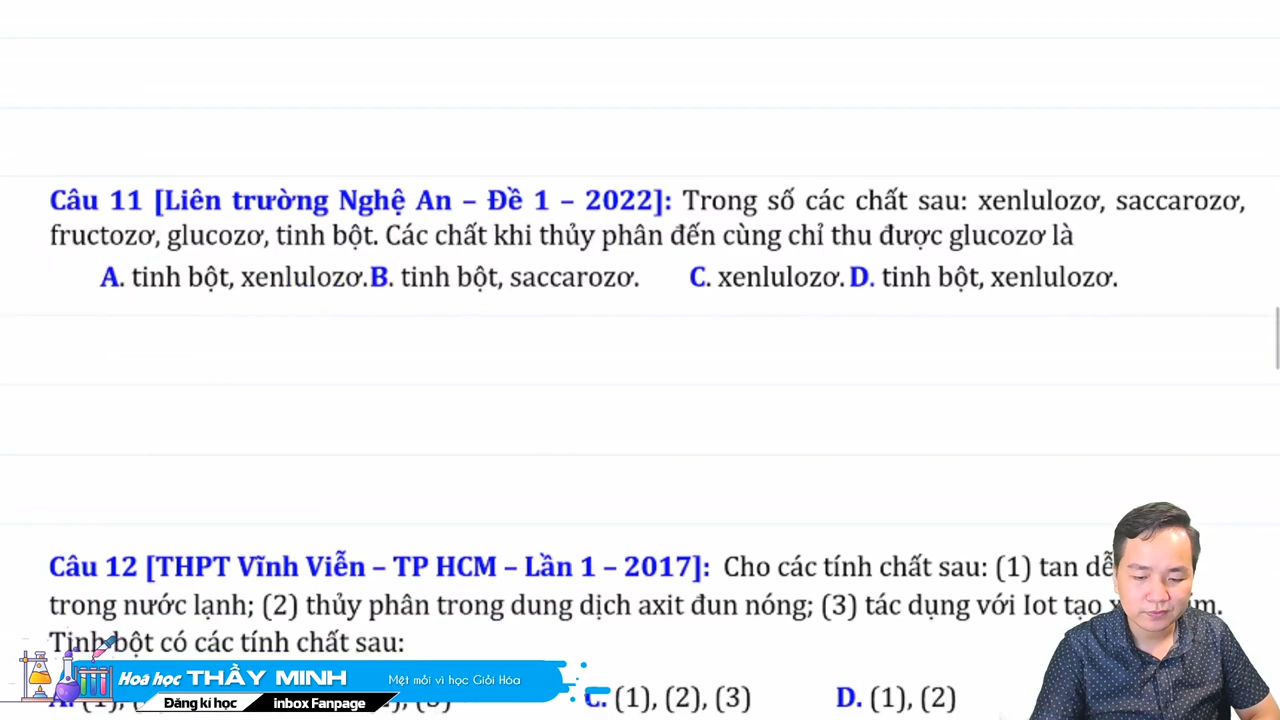 Câu 11 [Liên trường Nghệ An – Đề 1 – 2022]: Trong số các chất sau: xenlulozơ, saccarozơ,
fructozơ, glucozơ, tinh bột. Các chất khi thủy phân đến cùng chỉ thu được glucozơ là
A. tinh bột, xenlulozơ. B. tinh bột, saccarozơ. C. xenlulozơ. D. tinh bột, xenlulozơ.
Câu 12 [THPT Vĩnh Viễn – TP HCM – Lần 1 – 2017]: Cho các tính chất sau: (1) tan dễ
trong nước lạnh; (2) thủy phân trong dung dịch axit đun nóng; (3) tác dụng với Iot tạo
Tinh bột có các tính chất sau:
C. (1), (2), (3) D. (1), (2)
Hoá học THẦY MINH Mệt mỏi vì học Giỏi Hóa
Đăng kí học inbox Fanpage